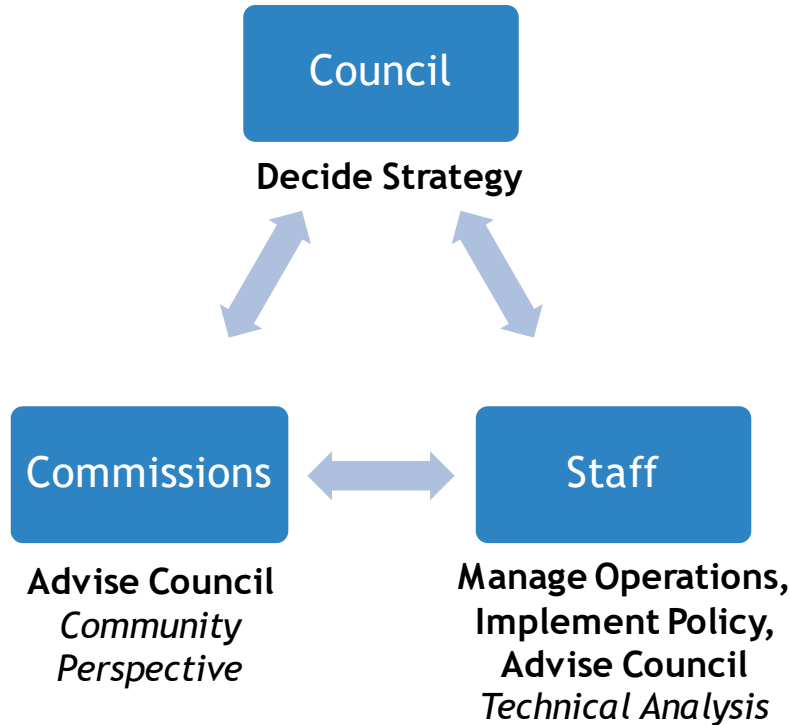 Council
Decide Strategy
Commissions
Advise Council
Community
Perspective
Staff
Manage Operations,
Implement Policy,
Advise Council
Technical Analysis